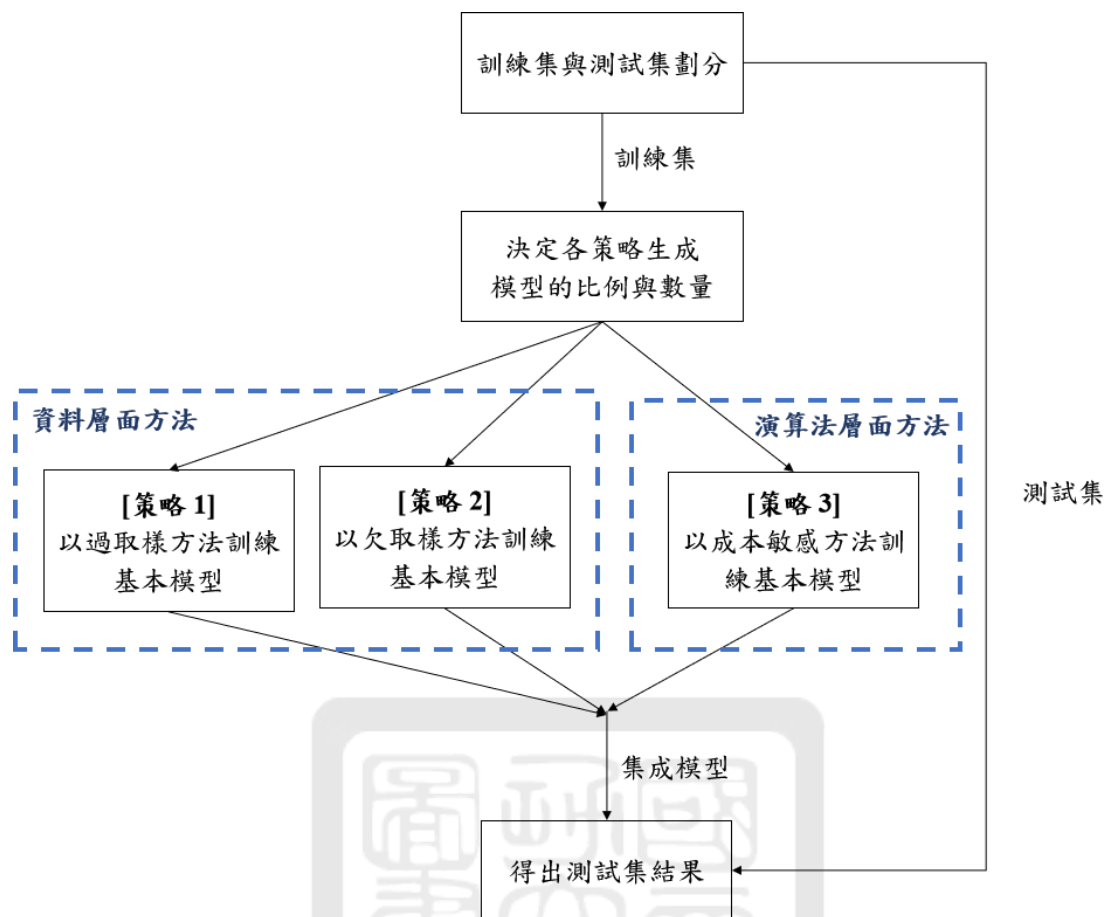 訓練集與測試集劃分
訓練集
決定各策略生成
模型的比例與數量
資料層面方法
演算法層面方法
[策略 1]
以過取樣方法訓練
基本模型
[策略 2]
以欠取樣方法訓練
基本模型
[策略 3]
以成本敏感方法訓
練基本模型
測試集
集成模型
得出測試集結果